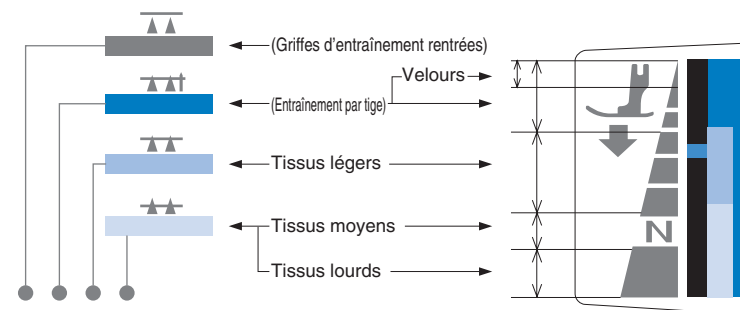 (Griffes d'entraînement rentrées)
Velours
(Entraînement par tige)
Tissus légers
Tissus moyens
N
Tissus lourds